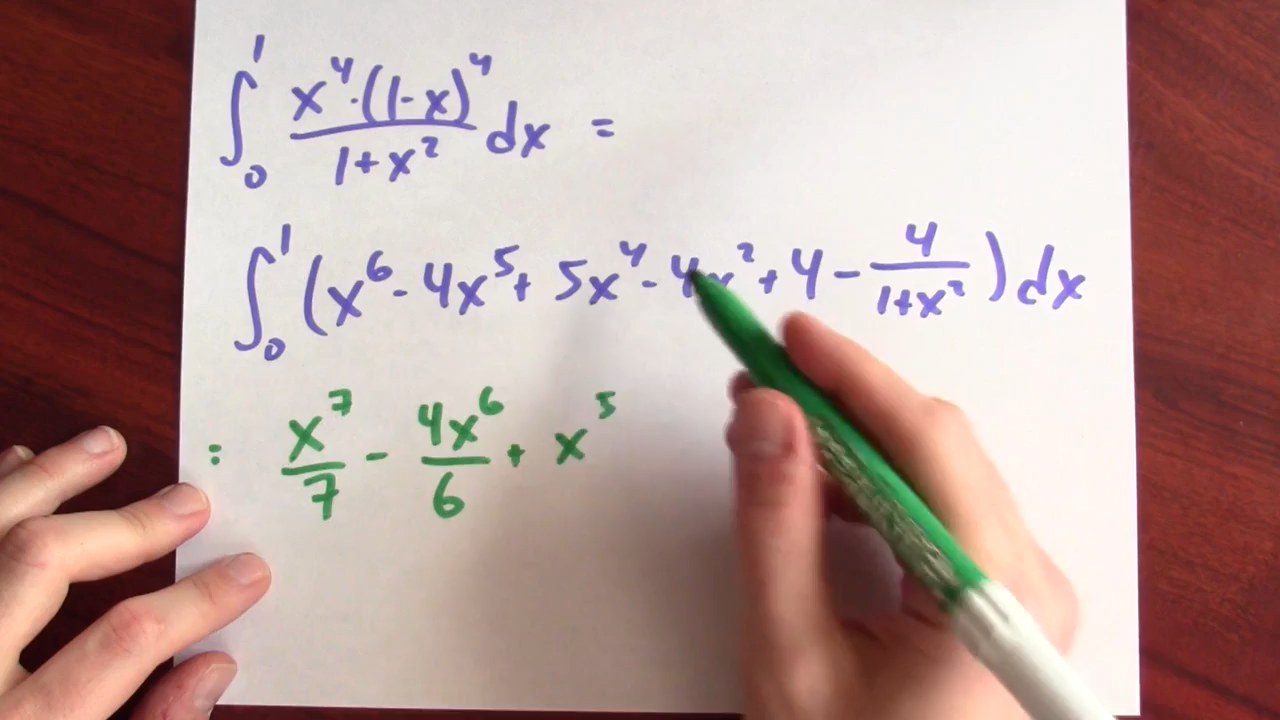 ∫₀¹ x⁴·(1-x)⁴/1+x² dx =
∫₀¹ (x⁶ - 4x⁵ + 5x⁴ - 4x² + 4 - 4/1+x²) dx
= x⁷/7 - 4x⁶/6 + x⁵